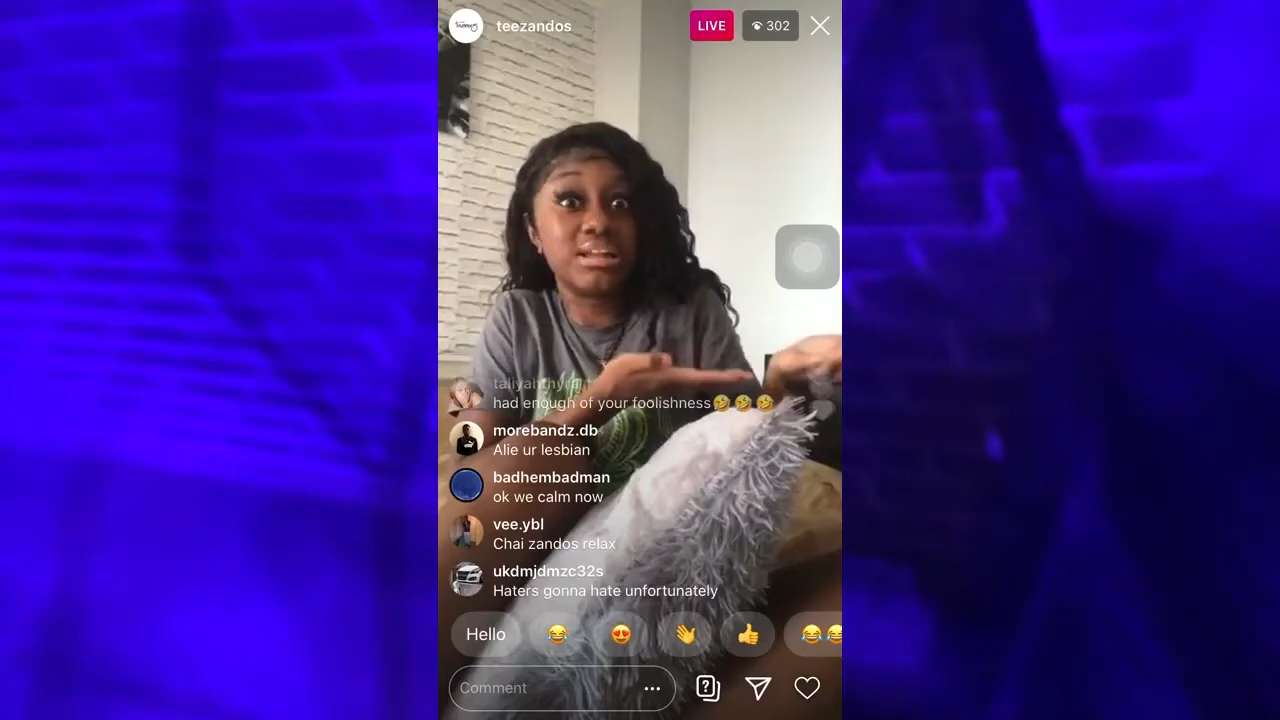 teezandos
LIVE
302
had enough of your foolishness🤣🤣🤣
morebandz.db
Alie ur lesbian
badhembadman
ok we calm now
vee.ybl
Chai zandos relax
ukdmjdmzc32s
Haters gonna hate unfortunately
Hello
Comment